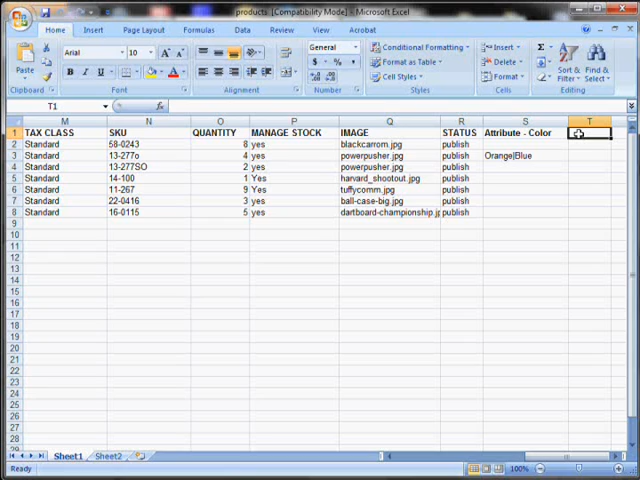 products [Compatibility Mode] - Microsoft Excel
Home Insert Page Layout Formulas Data Review View Acrobat
Paste
Clipboard
Arial 10
B I U
Font
Alignment
General
$ % ,
Number
Conditional Formatting
Format as Table
Cell Styles
Styles
Insert
Delete
Format
Cells
Σ
Sort & Filter
Find & Select
Editing
T1 fx
M N O P Q R S T
1 TAX CLASS SKU QUANTITY MANAGE STOCK IMAGE STATUS Attribute - Color
2 Standard 58-0243 8 yes blackcarrom.jpg publish
3 Standard 13-277o 4 yes powerpusher.jpg publish Orange|Blue
4 Standard 13-277SO 2 yes powerpusher.jpg publish
5 Standard 14-100 1 Yes harvard_shootout.jpg publish
6 Standard 11-267 9 Yes tuffycomm.jpg publish
7 Standard 22-0416 3 yes ball-case-big.jpg publish
8 Standard 16-0115 5 yes dartboard-championship.jp publish
9
10
11
12
13
14
15
16
17
18
19
20
21
22
23
24
25
26
27
28
29
Sheet1 Sheet2
Ready 100%